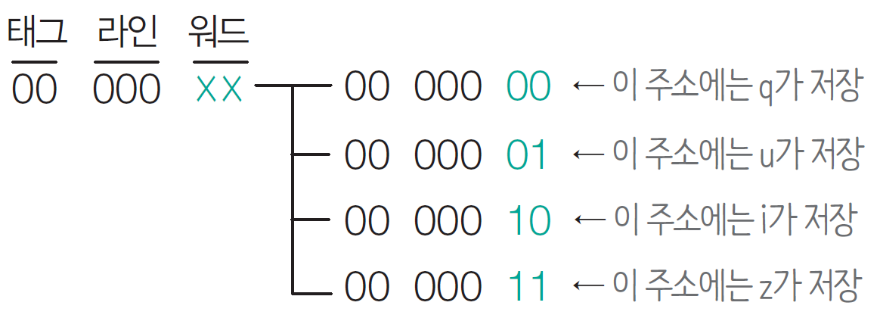 태그 라인 워드
00 000 xx
00 000 00 ← 이 주소에는 q가 저장
00 000 01 ← 이 주소에는 u가 저장
00 000 10 ← 이 주소에는 i가 저장
00 000 11 ← 이 주소에는 z가 저장